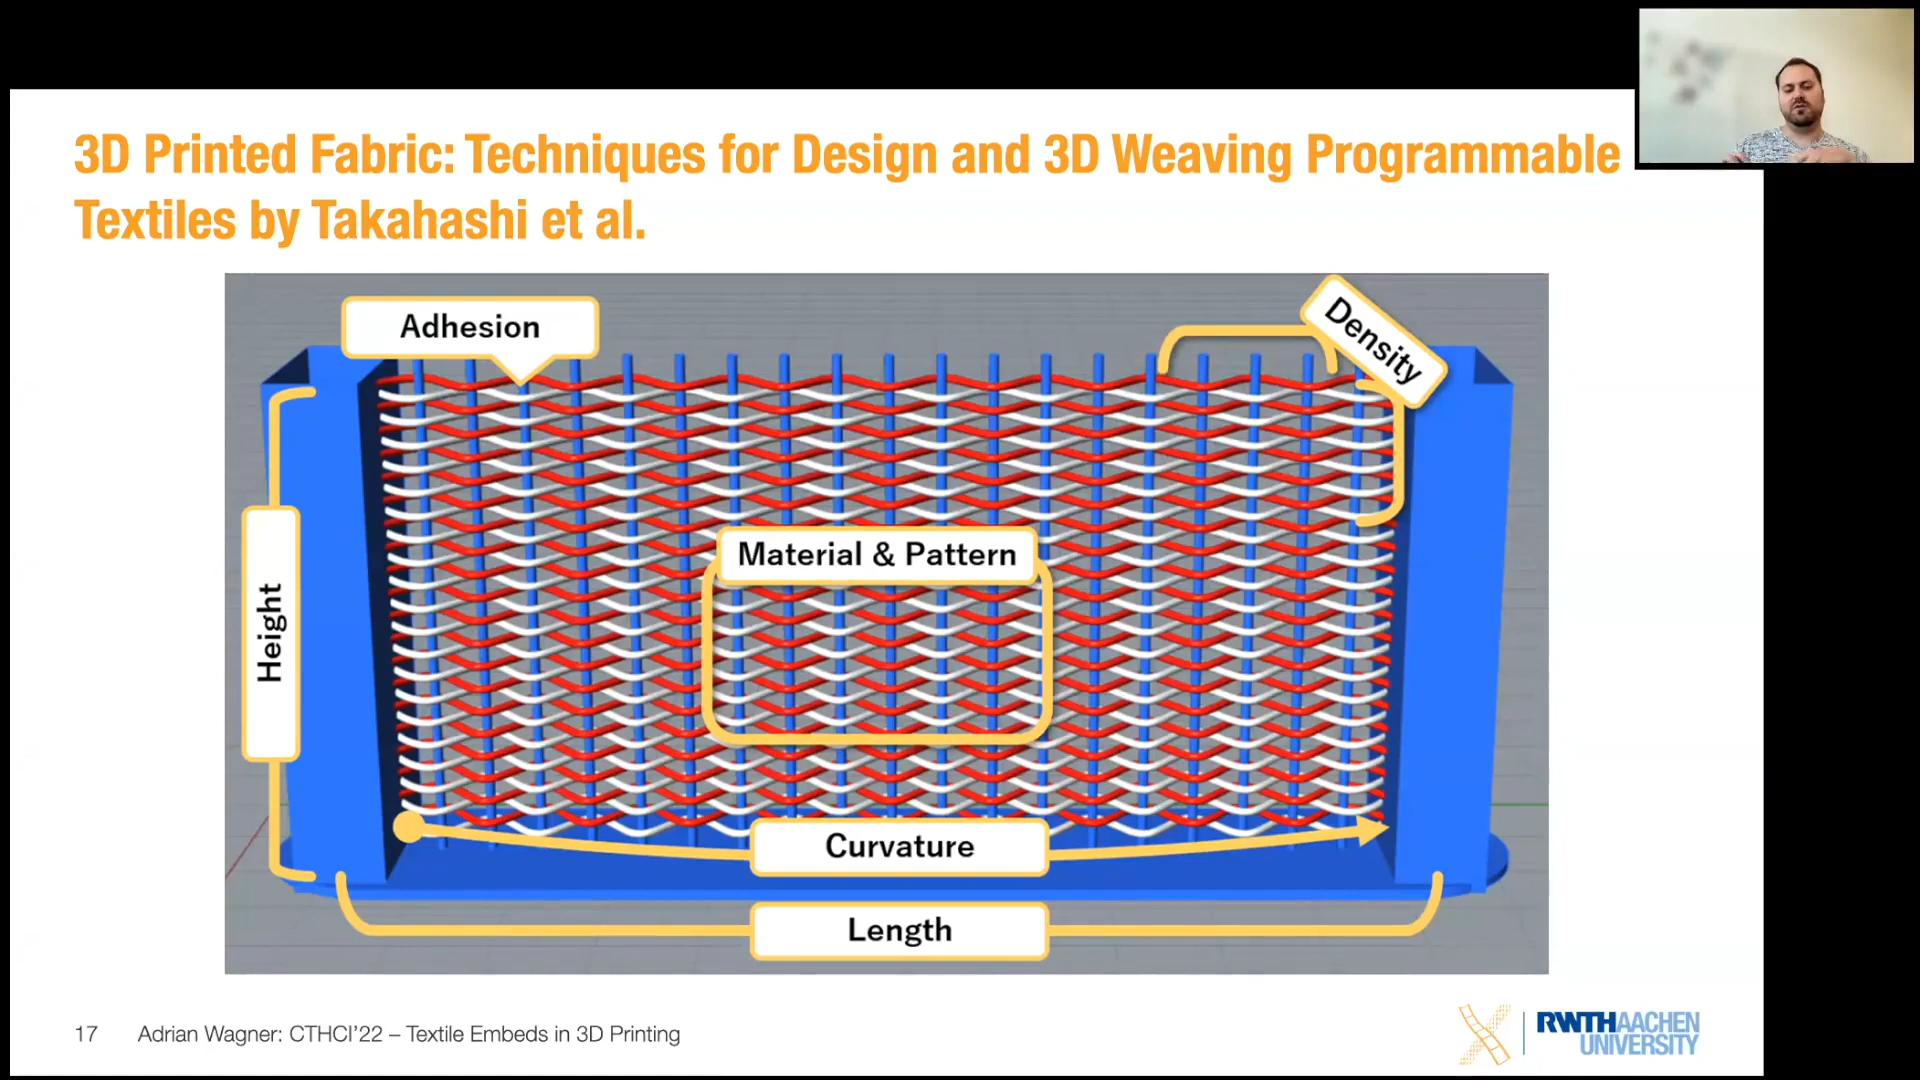 3D Printed Fabric: Techniques for Design and 3D Weaving Programmable
Textiles by Takahashi et al.
Adhesion
Density
Material & Pattern
Height
Curvature
Length
17 Adrian Wagner: CTHCI’22 – Textile Embeds in 3D Printing
RWTH AACHEN
UNIVERSITY